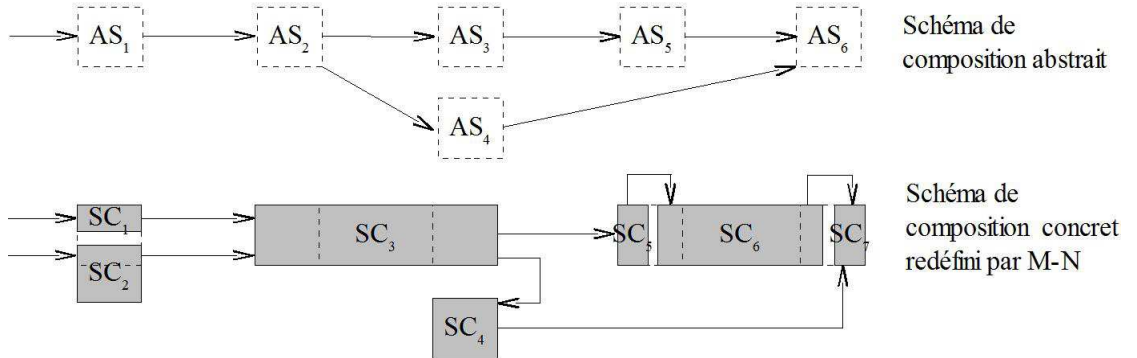 AS₁
AS₂
AS₃
AS₅
AS₆
Schéma de
composition abstrait
AS₄
SC₁
SC₂
SC₃
SC₅
SC₆
SC₇
Schéma de
composition concret
redéfini par M-N
SC₄